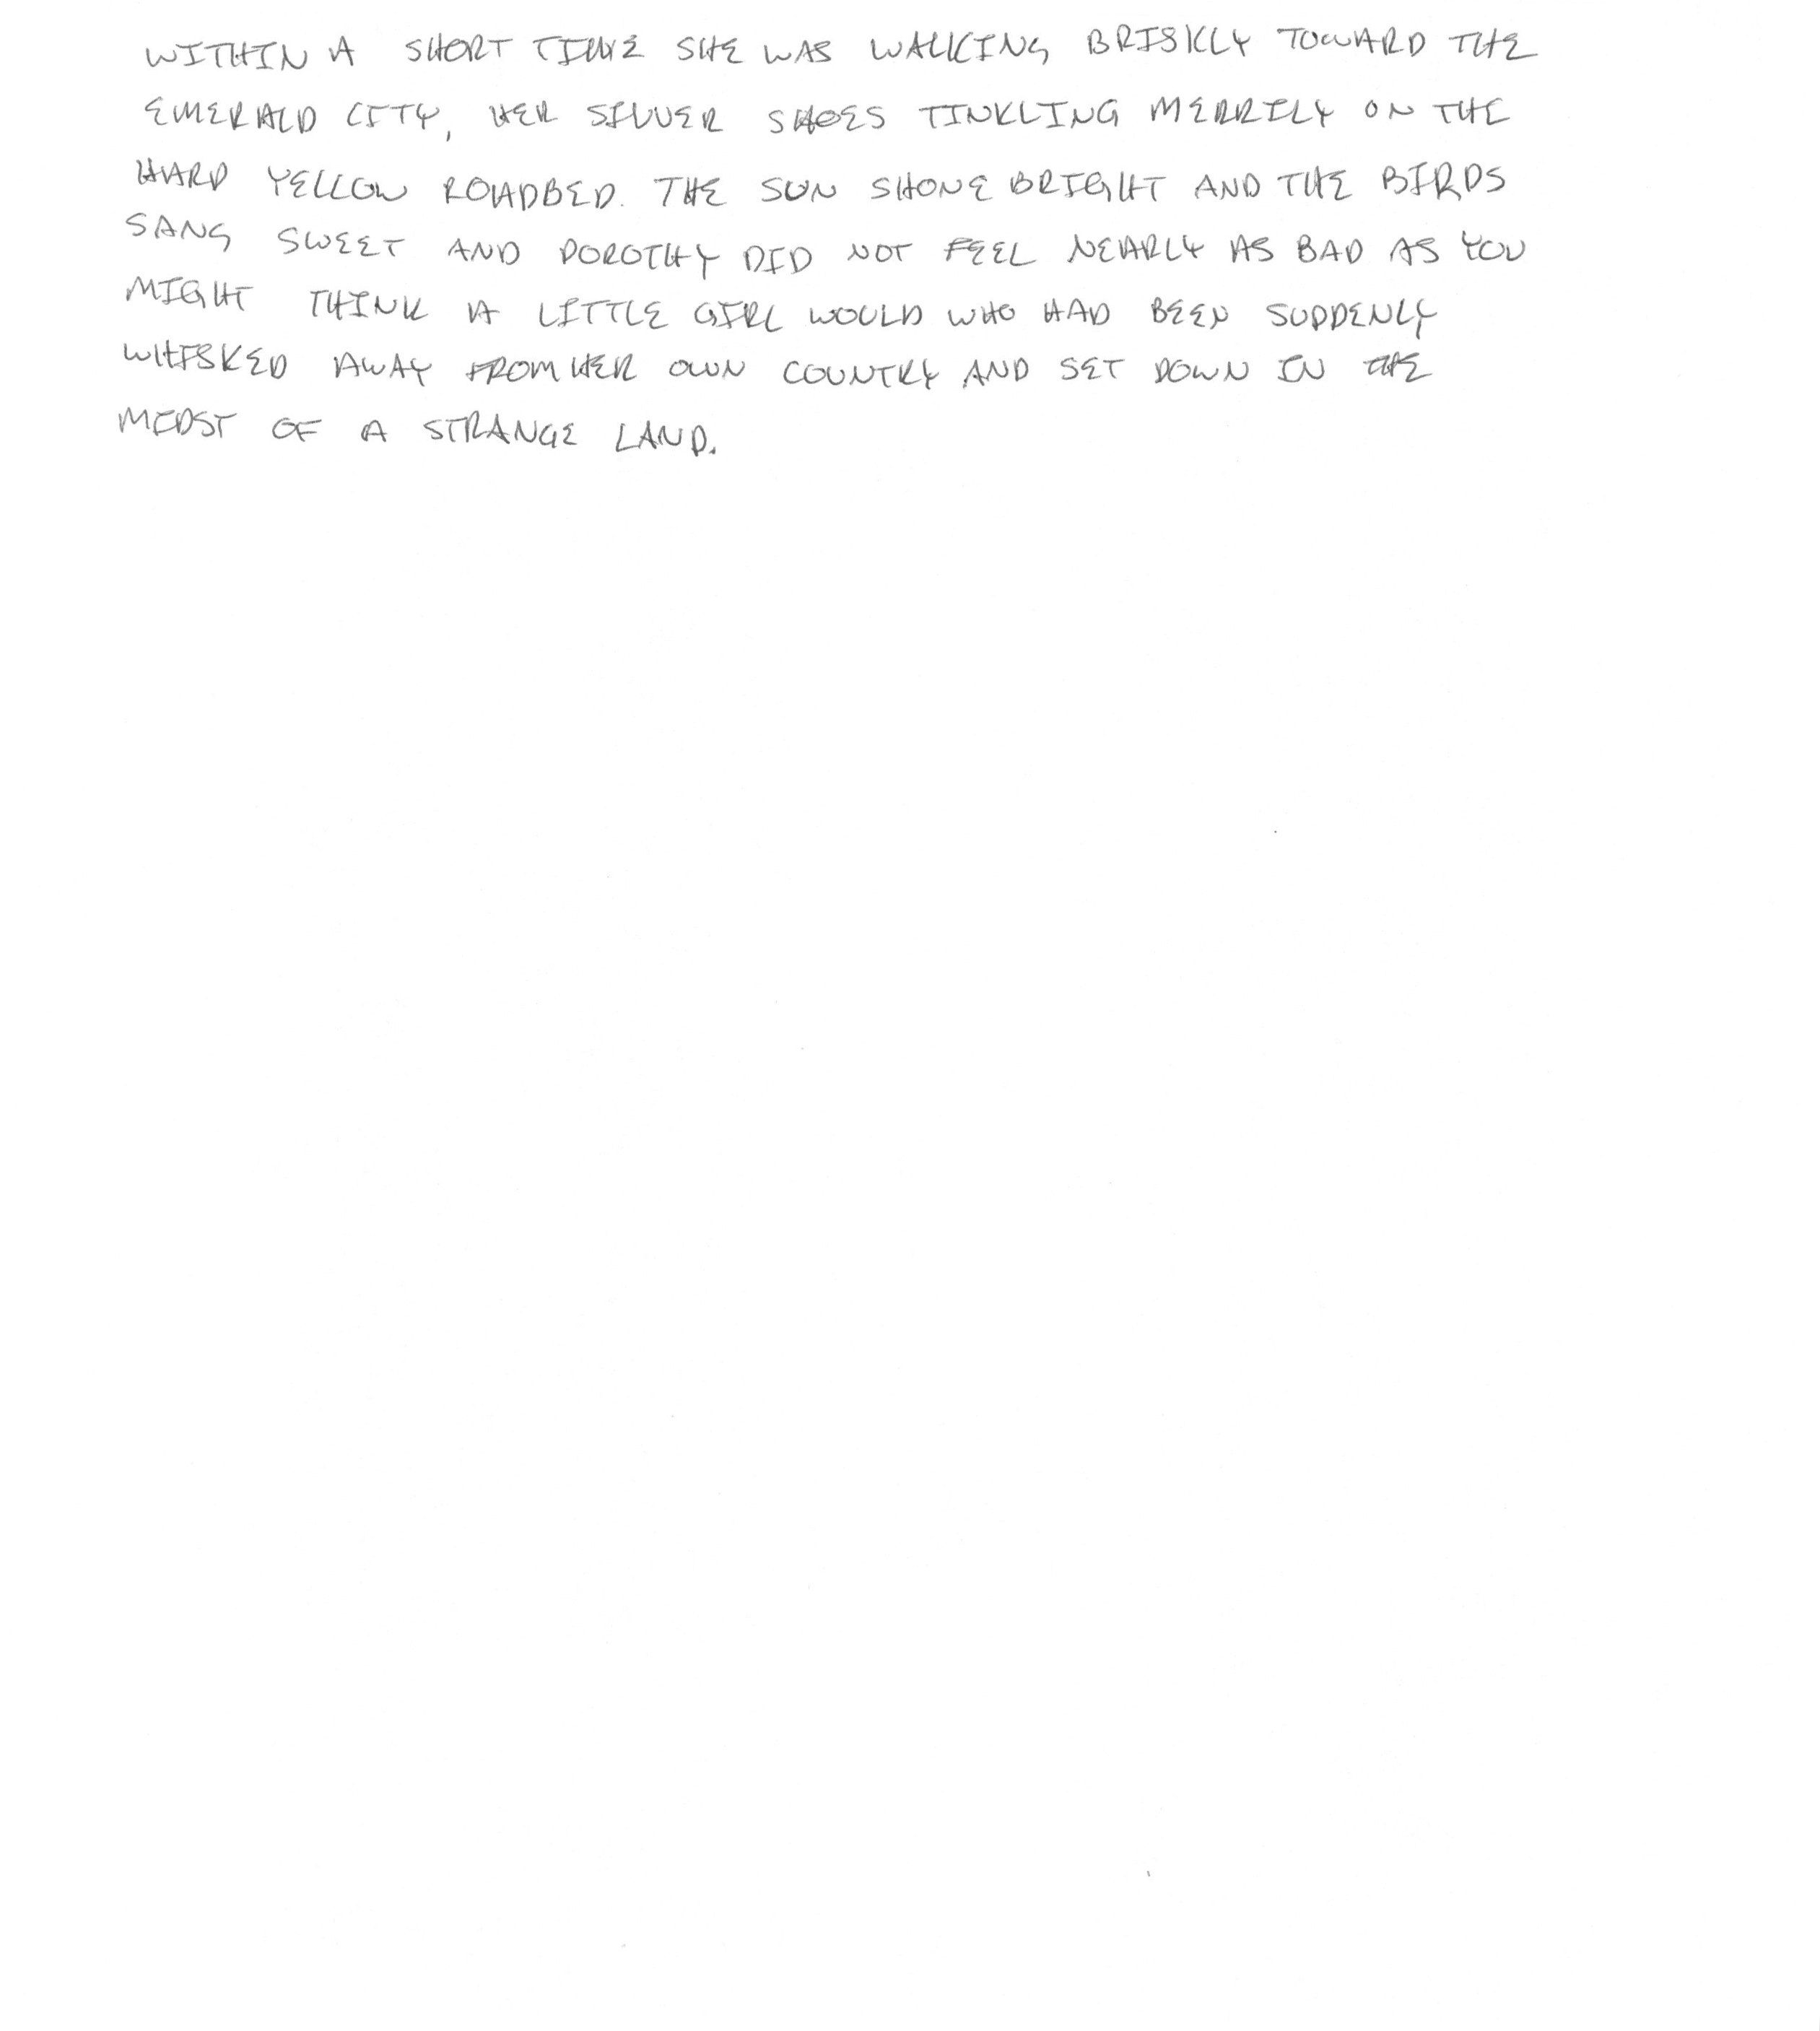 WITHIN A SHORT TIME SHE WAS WALKING BRISKLY TOWARD THE
EMERALD CITY, HER SILVER SHOES TINKLING MERRILY ON THE
HARD YELLOW ROADBED. THE SUN SHONE BRIGHT AND THE BIRDS
SANG SWEET AND DOROTHY DID NOT FEEL NEARLY AS BAD AS YOU
MIGHT THINK A LITTLE GIRL WOULD WHO HAD BEEN SUDDENLY
WHISKED AWAY FROM HER OWN COUNTRY AND SET DOWN IN THE
MIDST OF A STRANGE LAND.